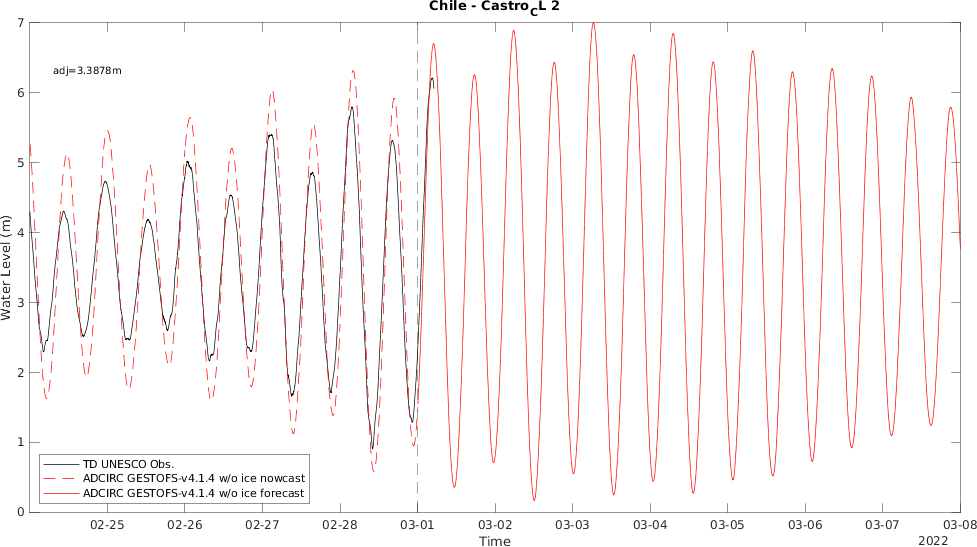 Chile - Castro_CL 2
adj=3.3878m
Water Level (m)
7
6
5
4
3
2
1
0
TD UNESCO Obs.
ADCIRC GESTOFS-v4.1.4 w/o ice nowcast
ADCIRC GESTOFS-v4.1.4 w/o ice forecast
02-25 02-26 02-27 02-28 03-01 03-02 03-03 03-04 03-05 03-06 03-07 03-08
Time
2022